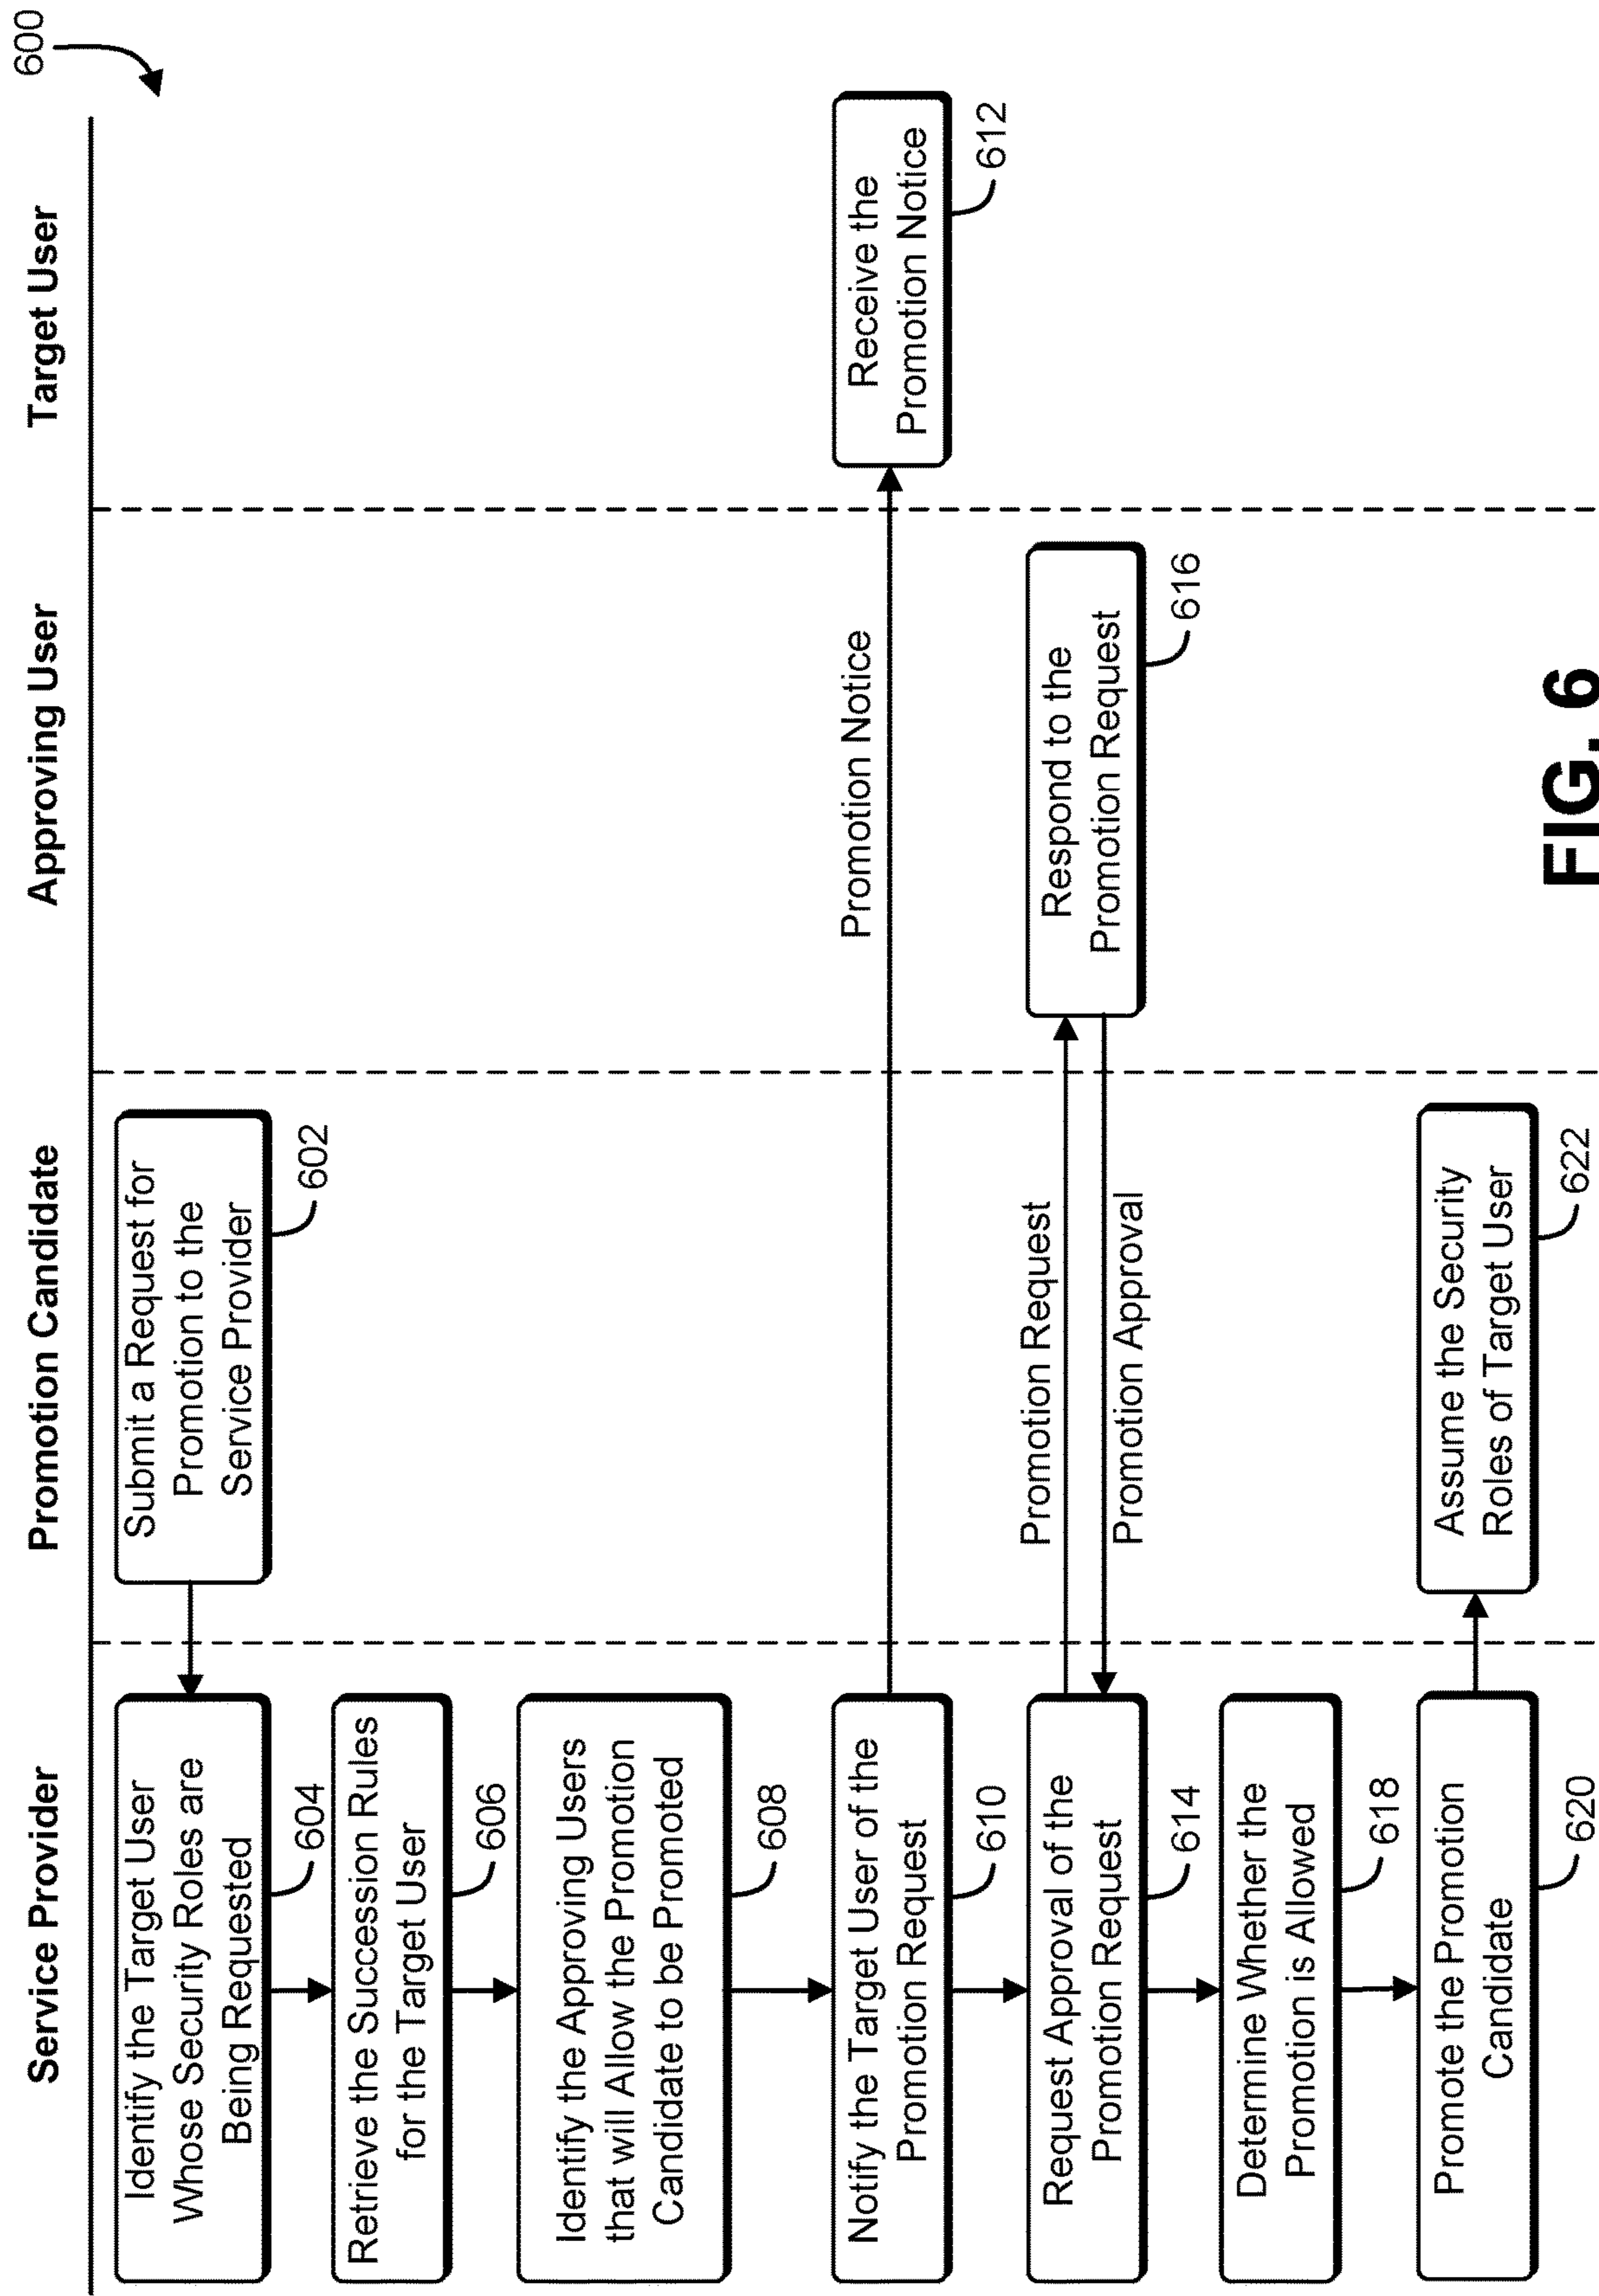 600
Service Provider
Promotion Candidate
Approving User
Target User
Submit a Request for
Promotion to the
Service Provider
602
Identify the Target User
Whose Security Roles are
Being Requested
604
Retrieve the Succession Rules
for the Target User
606
Identify the Approving Users
that will Allow the Promotion
Candidate to be Promoted
608
Notify the Target User of the
Promotion Request
610
Promotion Notice
Receive the
Promotion Notice
612
Request Approval of the
Promotion Request
614
Promotion Request
Promotion Approval
Respond to the
Promotion Request
616
Determine Whether the
Promotion is Allowed
618
Promote the Promotion
Candidate
620
Assume the Security
Roles of Target User
622
FIG. 6